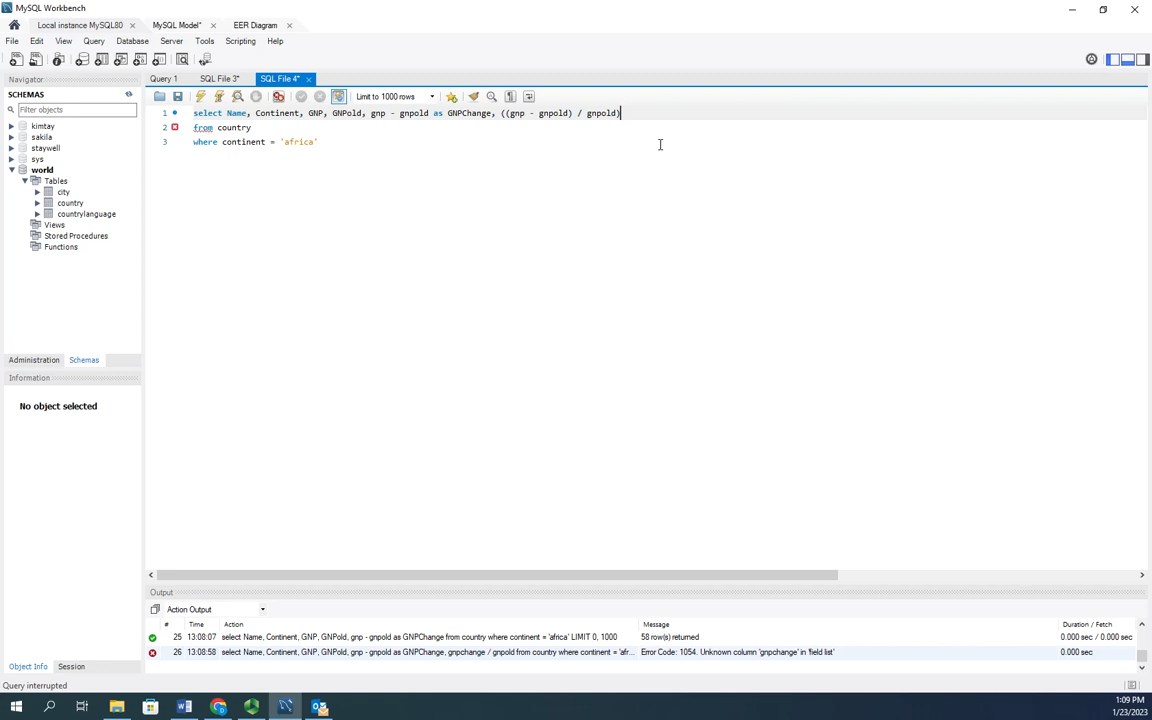 MySQL Workbench
Local instance MySQL80 MySQL Model* EER Diagram
File Edit View Query Database Server Tools Scripting Help
Navigator
Query 1 SQL File 3* SQL File 4*
SCHEMAS
Limit to 1000 rows
Filter objects
1 select Name, Continent, GNP, GNPold, gnp - gnpold as GNPChange, ((gnp - gnpold) / gnpold)
2 from country
3 where continent = 'africa'
kimtay
sakila
staywell
sys
world
Tables
city
country
countrylanguage
Views
Stored Procedures
Functions
Administration Schemas
Information
No object selected
Output
Action Output
# Time Action Message Duration / Fetch
25 13:08:07 select Name, Continent, GNP, GNPold, gnp - gnpold as GNPChange from country where continent = 'africa' LIMIT 0, 1000 58 row(s) returned 0.000 sec / 0.000 sec
26 13:08:58 select Name, Continent, GNP, GNPold, gnp - gnpold as GNPChange, gnpchange / gnpold from country where continent = 'afr... Error Code: 1054. Unknown column 'gnpchange' in 'field list' 0.000 sec
Object Info Session
Query interrupted
1:09 PM
1/23/2023